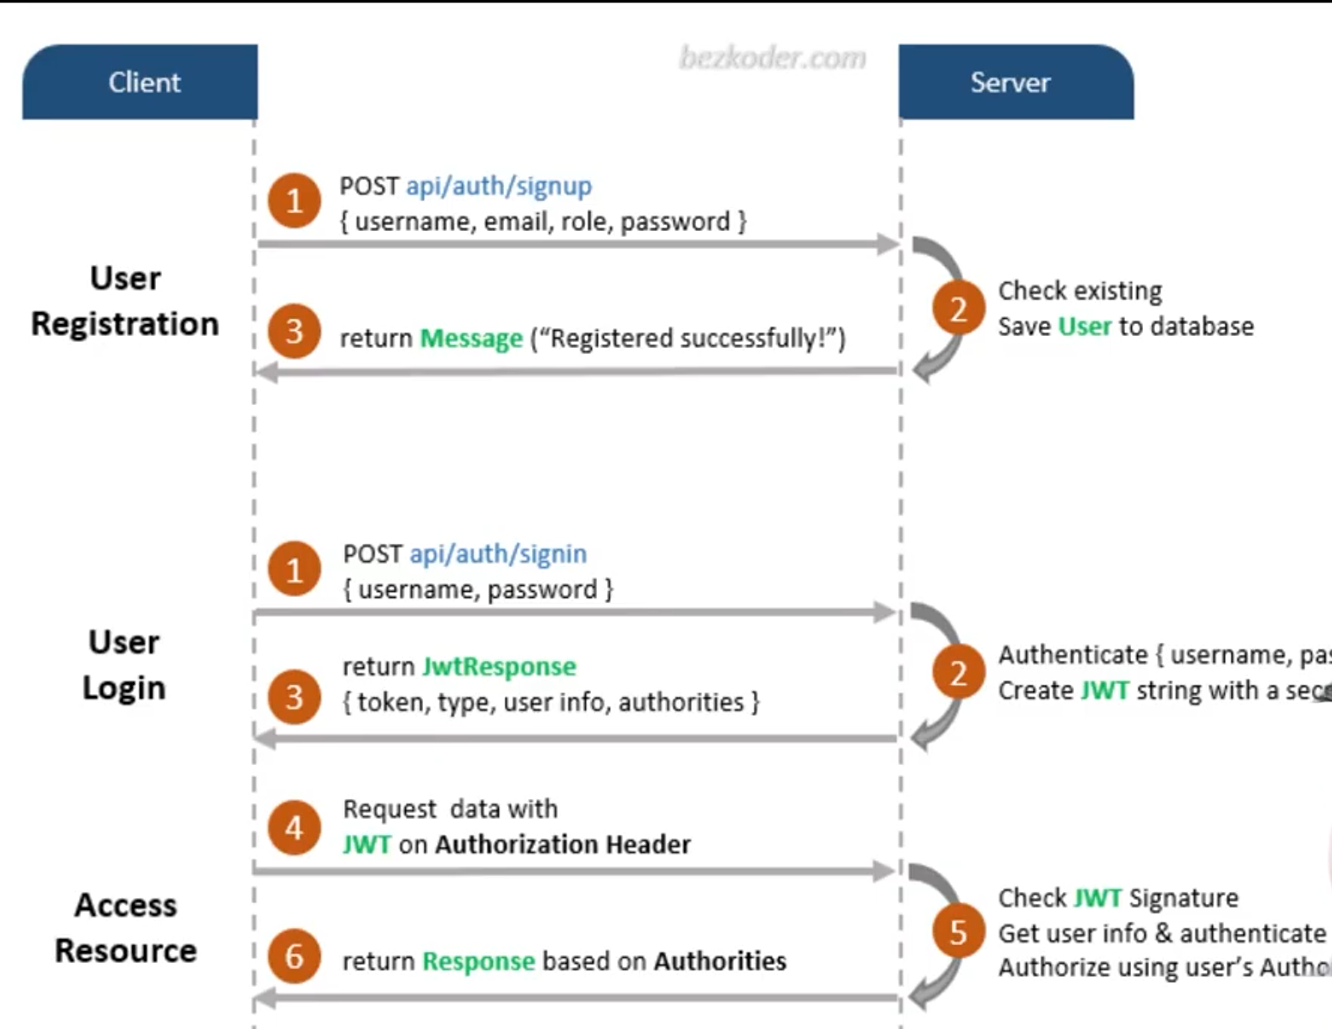 bezkoder.com
Client
Server
1
POST api/auth/signup
{ username, email, role, password }
User
Registration
2
Check existing
Save User to database
3
return Message (“Registered successfully!”)
1
POST api/auth/signin
{ username, password }
User
Login
2
Authenticate { username, pas
Create JWT string with a sec
3
return JwtResponse
{ token, type, user info, authorities }
4
Request  data with
JWT on Authorization Header
Access
Resource
5
Check JWT Signature
Get user info & authenticate
Authorize using user’s Autho
6
return Response based on Authorities